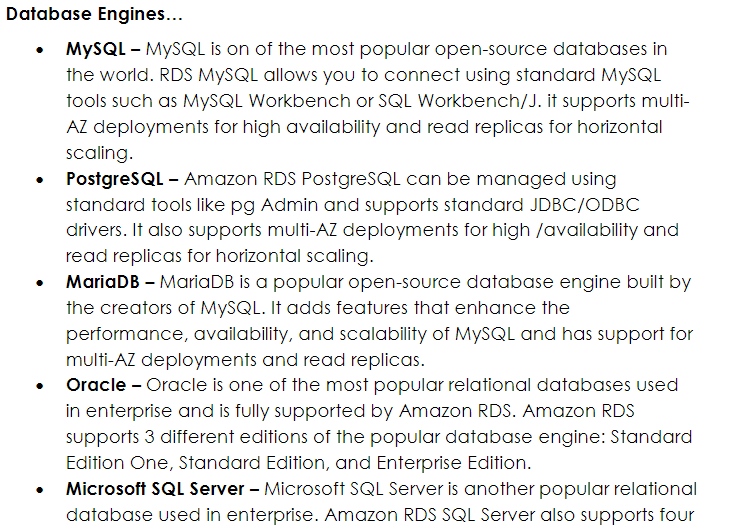 Database Engines…
• MySQL – MySQL is on of the most popular open-source databases in
the world. RDS MySQL allows you to connect using standard MySQL
tools such as MySQL Workbench or SQL Workbench/J. it supports multi-
AZ deployments for high availability and read replicas for horizontal
scaling.
• PostgreSQL – Amazon RDS PostgreSQL can be managed using
standard tools like pg Admin and supports standard JDBC/ODBC
drivers. It also supports multi-AZ deployments for high /availability and
read replicas for horizontal scaling.
• MariaDB – MariaDB is a popular open-source database engine built by
the creators of MySQL. It adds features that enhance the
performance, availability, and scalability of MySQL and has support for
multi-AZ deployments and read replicas.
• Oracle – Oracle is one of the most popular relational databases used
in enterprise and is fully supported by Amazon RDS. Amazon RDS
supports 3 different editions of the popular database engine: Standard
Edition One, Standard Edition, and Enterprise Edition.
• Microsoft SQL Server – Microsoft SQL Server is another popular relational
database used in enterprise. Amazon RDS SQL Server also supports four